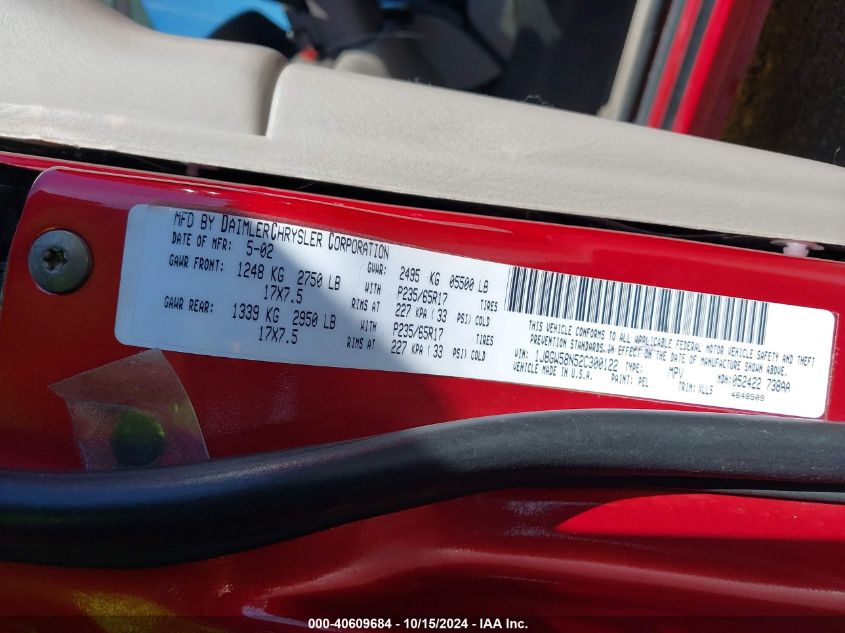 MFD BY DAIMLERCHRYSLER CORPORATION
DATE OF MFR: 5-02 GVWR: 2495 KG 05500 LB
GAWR FRONT: 1248 KG 2750 LB WITH P235/65R17 TIRES
17X7.5 RIMS AT 227 KPA ( 33 PSI) COLD
GAWR REAR: 1339 KG 2950 LB WITH P235/65R17 TIRES
17X7.5 RIMS AT 227 KPA ( 33 PSI) COLD
THIS VEHICLE CONFORMS TO ALL APPLICABLE FEDERAL MOTOR VEHICLE SAFETY AND THEFT
PREVENTION STANDARDS IN EFFECT ON THE DATE OF MANUFACTURE SHOWN ABOVE.
VIN: 1J8GW58N52C300122 TYPE: MPV MDH: 052422 738AA
VEHICLE MADE IN U.S.A. PAINT: PEL TRIM: XLL5 4648509
000-40609684 - 10/15/2024 - IAA Inc.